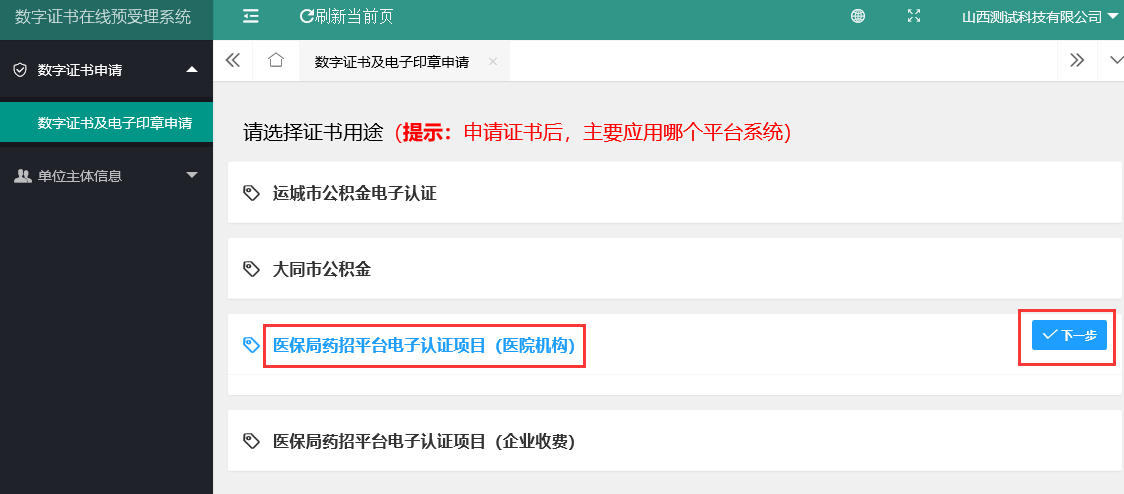 数字证书在线预受理系统
刷新当前页
山西测试科技有限公司
数字证书申请
数字证书及电子印章申请
数字证书及电子印章申请
单位主体信息
请选择证书用途（提示：申请证书后，主要应用哪个平台系统）
运城市公积金电子认证
大同市公积金
医保局药招平台电子认证项目（医院机构）
下一步
医保局药招平台电子认证项目（企业收费）